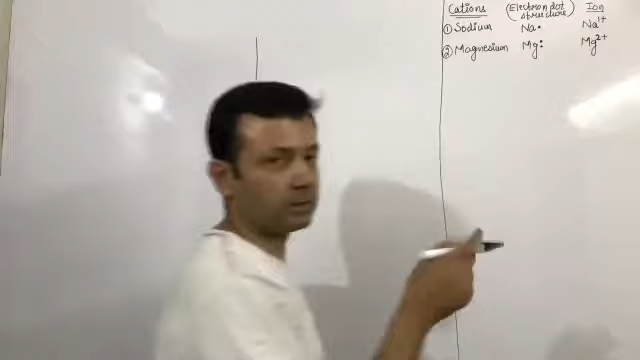 Cations (Electron dot structure) Ion
① Sodium Na• Na¹⁺
② Magnesium Mg: Mg²⁺